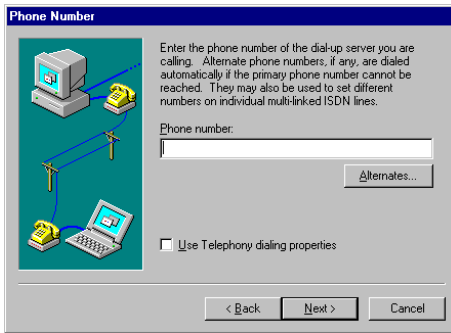 Phone Number
Enter the phone number of the dial-up server you are
calling. Alternate phone numbers, if any, are dialed
automatically if the primary phone number cannot be
reached. They may also be used to set different
numbers on individual multi-linked ISDN lines.
Phone number:
Alternates...
Use Telephony dialing properties
< Back
Next >
Cancel